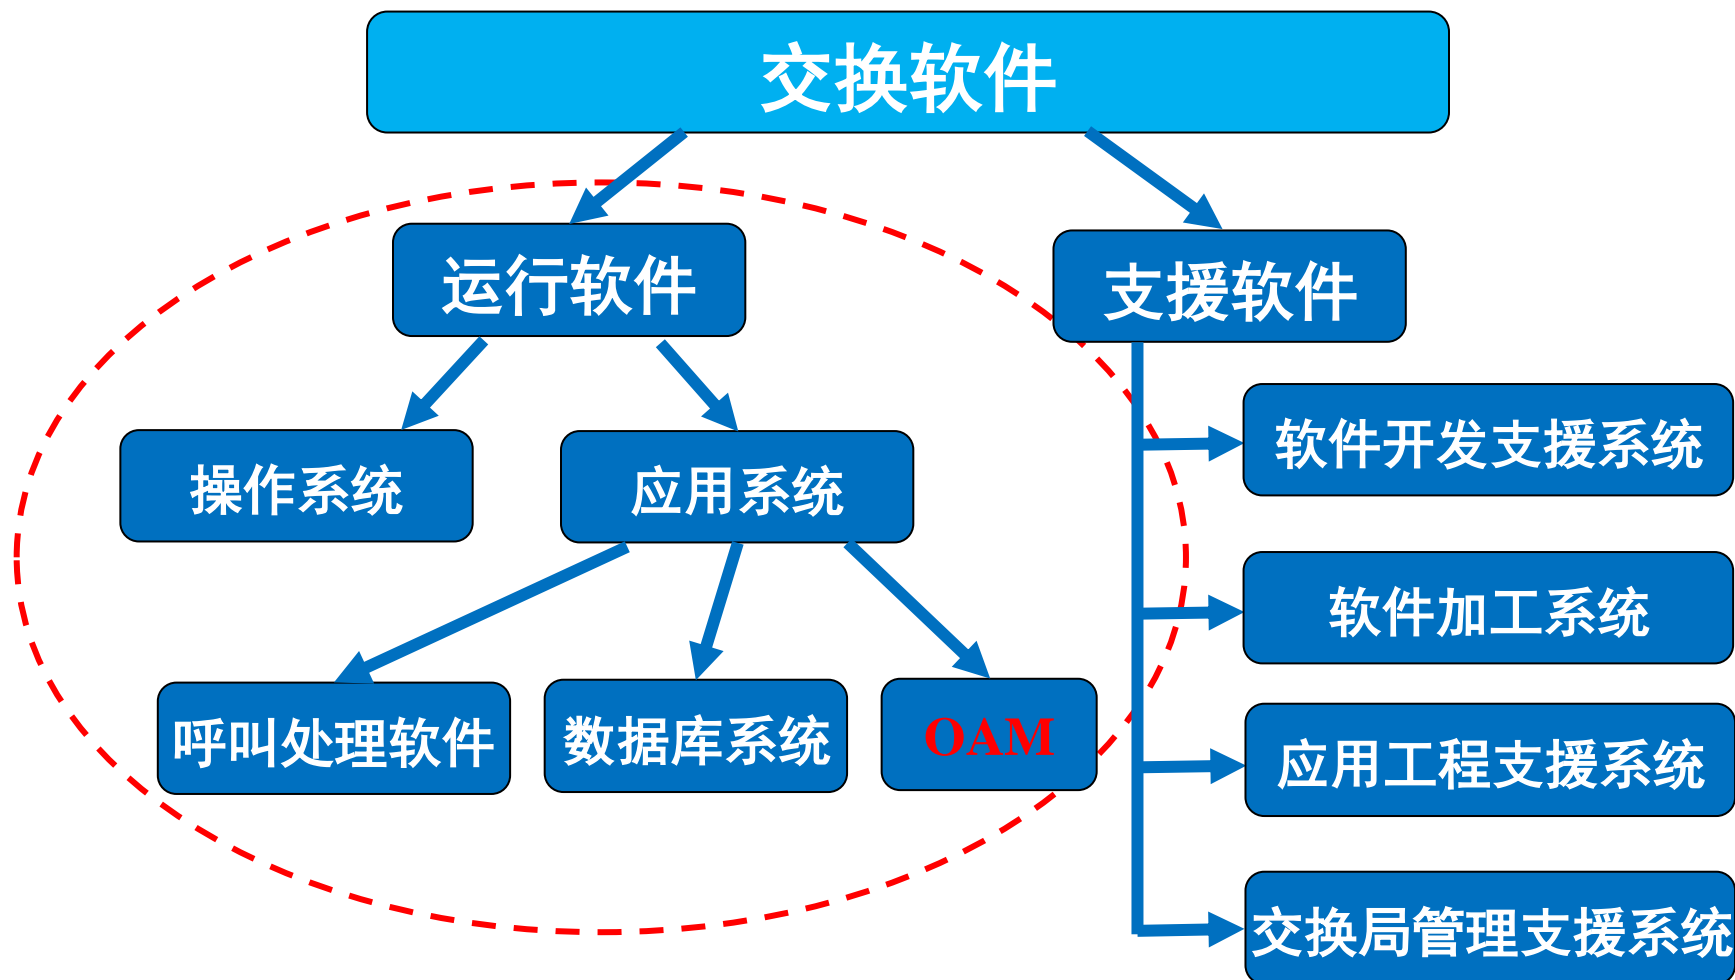 交换软件
运行软件
支援软件
操作系统
应用系统
软件开发支援系统
软件加工系统
呼叫处理软件
数据库系统
OAM
应用工程支援系统
交换局管理支援系统